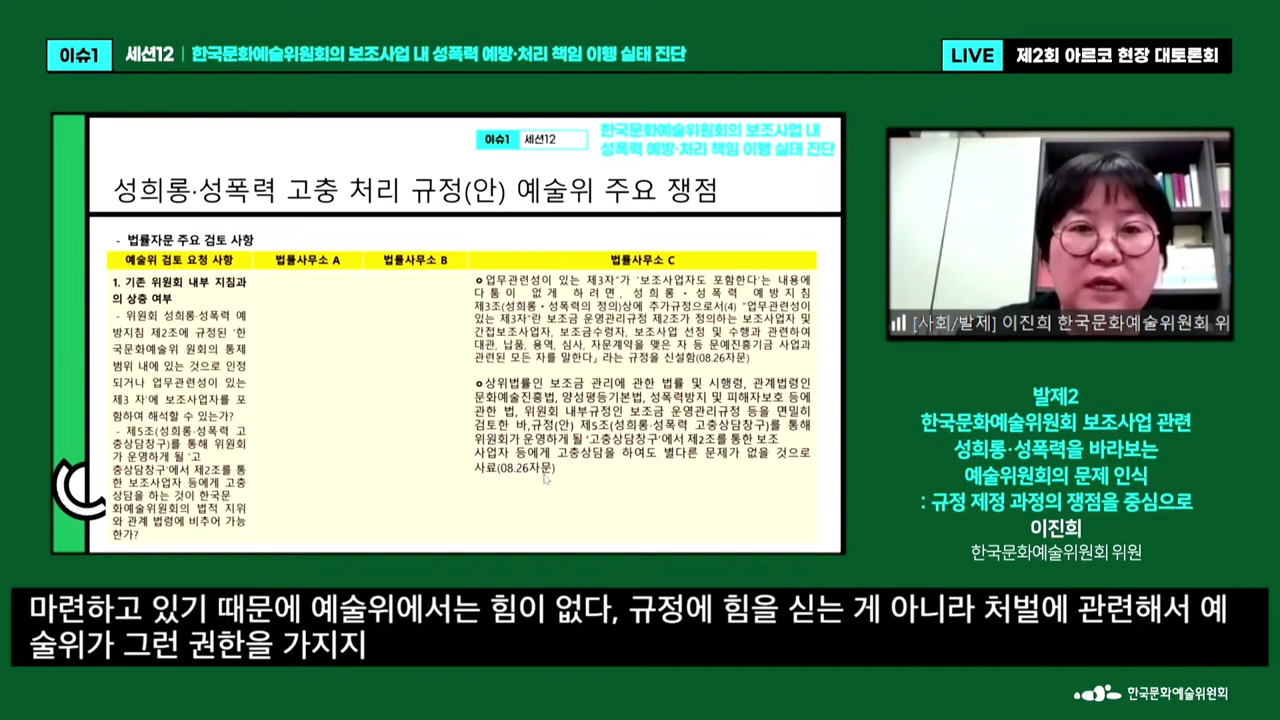 이슈1 세션12 | 한국문화예술위원회의 보조사업 내 성폭력 예방·처리 책임 이행 실태 진단
LIVE 제2회 아르코 현장 대토론회
이슈1 세션12
한국문화예술위원회의 보조사업 내
성폭력 예방·처리 책임 이행 실태 진단
성희롱·성폭력 고충 처리 규정(안) 예술위 주요 쟁점
- 법률자문 주요 검토 사항
예술위 검토 요청 사항 법률사무소 A 법률사무소 B 법률사무소 C
1. 기존 위원회 내부 지침과
의 상충 여부
- 위원회 성희롱·성폭력 예
방지침 제2조에 규정된 '한
국문화예술위 원회의 통제
범위 내에 있는 것으로 인정
되거나 업무관련성이 있는
제3 자'에 보조사업자를 포
함하여 해석할 수 있는가?
- 제5조(성희롱·성폭력 고
충상담창구)를 통해 위원회
가 운영하게 될 '고
충상담창구'에서 제2조를 통
한 보조사업자 등에게 고충
상담을 하는 것이 한국문
화예술위원회의 법적 지위
와 관계 법령에 비추어 가능
한가?
업무관련성이 있는 제3자"가 '보조사업자도 포함한다'는 내용에
다툼이 없게 하려면, 성희롱・성폭력 예방지침
제3조(성희롱・성폭력의 정의)상에 추가규정으로서(4) "업무관련성이
있는 제3자"란 보조금 운영관리규정 제2조가 정의하는 보조사업자 및
간접보조사업자, 보조금수령자, 보조사업 선정 및 수행과 관련하여
대관, 납품, 용역, 심사, 자문계약을 맺은 자 등 문예진흥기금 사업과
관련된 모든 자를 말한다」 라는 규정을 신설함(08.26자문)
상위법률인 보조금 관리에 관한 법률 및 시행령, 관계법령인
문화예술진흥법, 양성평등기본법, 성폭력방지 및 피해자보호 등에
관한 법, 위원회 내부규정인 보조금 운영관리규정 등을 면밀히
검토한 바,규정(안) 제5조(성희롱·성폭력 고충상담창구)를 통해
위원회가 운영하게 될 '고충상담창구'에서 제2조를 통한 보조
사업자 등에게 고충상담을 하여도 별다른 문제가 없을 것으로
사료(08.26자문)
[사회/발제] 이진희 한국문화예술위원회 위
발제2
한국문화예술위원회 보조사업 관련
성희롱·성폭력을 바라보는
예술위원회의 문제 인식
: 규정 제정 과정의 쟁점을 중심으로
이진희
한국문화예술위원회 위원
마련하고 있기 때문에 예술위에서는 힘이 없다, 규정에 힘을 싣는 게 아니라 처벌에 관련해서 예
술위가 그런 권한을 가지지
한국문화예술위원회